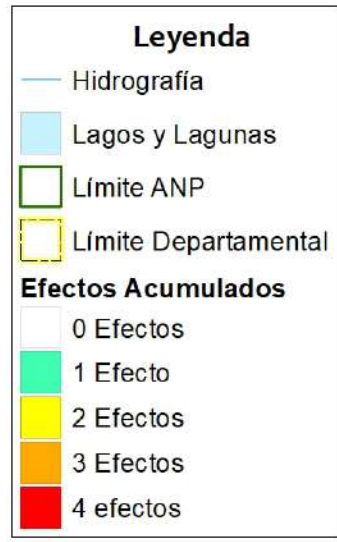 Leyenda
Hidrografía
Lagos y Lagunas
Límite ANP
Límite Departamental
Efectos Acumulados
0 Efectos
1 Efecto
2 Efectos
3 Efectos
4 efectos